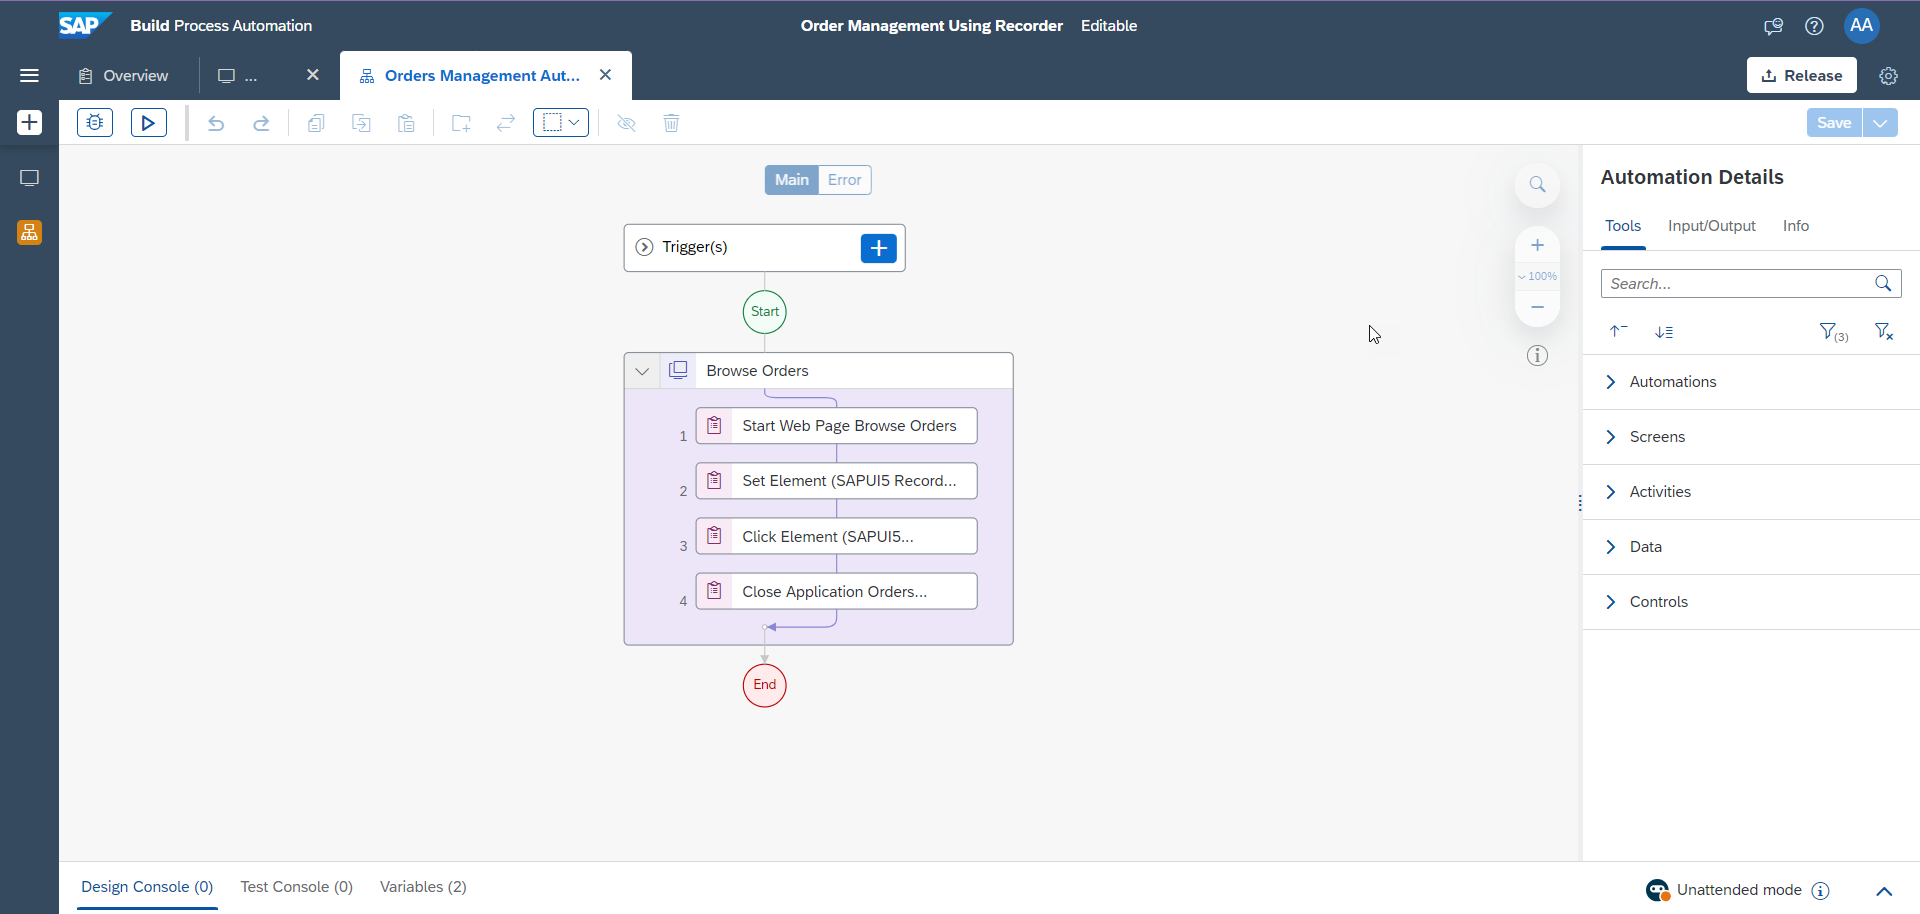 SAP Build Process Automation
Order Management Using Recorder Editable
AA
Overview
...
Orders Management Aut...
Release
Save
Main Error
Trigger(s)
Start
Browse Orders
1 Start Web Page Browse Orders
2 Set Element (SAPUI5 Record...
3 Click Element (SAPUI5...
4 Close Application Orders...
End
100%
Automation Details
Tools Input/Output Info
Search...
(3)
Automations
Screens
Activities
Data
Controls
Design Console (0) Test Console (0) Variables (2)
Unattended mode